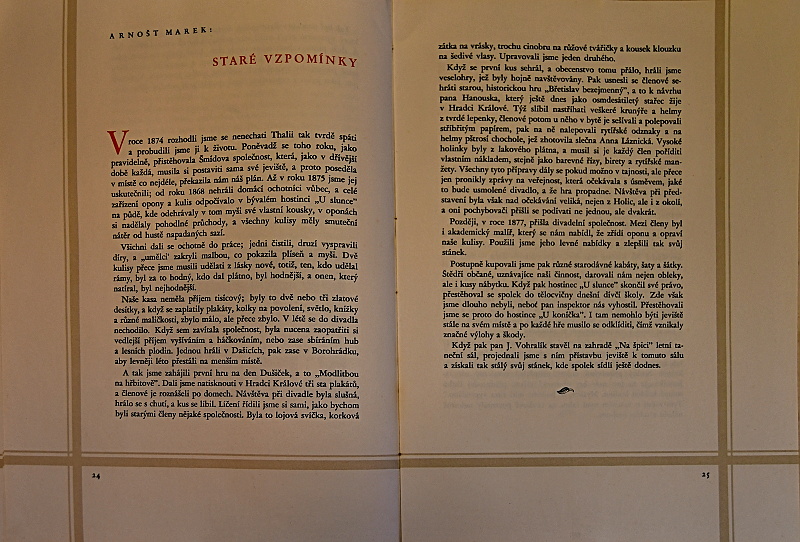 ARNOŠT MAREK:
STARÉ VZPOMÍNKY
V roce 1874 rozhodli jsme se nenechati Thalii tak tvrdě spáti
a probudili jsme ji k životu. Poněvadž se toho roku, jako
pravidelně, přistěhovala Šmídova společnost, která, jako v dřívější
době každá, musila si postaviti sama své jeviště, a proto poseděla
v místě co nejdéle, překazila nám náš plán. Až v roku 1875 jsme jej
uskutečnili; od roku 1868 nehráli domácí ochotníci vůbec, a celé
zařízení opony a kulis odpočívalo v bývalém hostinci „U slunce"
na půdě, kde odehrávaly v tom myši své vlastní kousky, v oponách
si nadělaly pohodlné průchody, a všechny kulisy měly smuteční
nátěr od hustě napadaných sazí.
Všichni dali se ochotně do práce; jedni čistili, druzí vyspravili
díry, a „umělci" zakryli malbou, co pokazila plíseň a myši. Dvě
kulisy přece jsme musili udělati z lásky nové, totiž, ten, kdo udělal
rámy, byl za to hodný, kdo dal plátno, byl hodnější, a onen, který
natíral, byl nejhodnější.
Naše kasa neměla příjem tisícový; byly to dvě nebo tři zlatové
desítky, a když se zaplatily plakáty, kolky na povolení, světlo, knížky
a různé maličkosti, zbylo málo, ale přece zbylo. V létě se do divadla
nechodilo. Když sem zavítala společnost, byla nucena zaopatřiti si
vedlejší příjem vyšíváním a háčkováním, nebo zase sbíráním hub
a lesních plodin. Jednou hráli v Dašicích, pak zase v Borohrádku,
aby levněji léto přestáli na menším místě.
A tak jsme zahájili první hru na den Dušiček, a to „Modlitbou
na hřbitově". Dali jsme natisknouti v Hradci Králové tři sta plakátů,
a členové je roznášeli po domech. Návštěva při divadle byla slušná,
hrálo se s chutí, a kus se líbil. Líčení řídili jsme si sami, jako bychom
byli starými členy nějaké společnosti. Byla to lojová svíčka, korková
24
zátka na vrásky, trochu cinobru na růžové tvářičky a kousek klouzku
na šedivé vlasy. Upravovali jsme jeden druhého.
Když se první kus sehrál, a obecenstvo tomu přálo, hráli jsme
veselohry, jež byly hojně navštěvovány. Pak usnesli se členové se-
hráti starou, historickou hru „Břetislav bezejmenný", a to k návrhu
pana Hanouska, který ještě dnes jako osmdesátiletý stařec žije
v Hradci Králové. Týž slíbil nastříhati veškeré krunýře a helmy
z tvrdé lepenky, členové potom u něho v bytě je sešívali a polepovali
stříbřitým papírem, pak na ně nalepovali rytířské odznaky a na
helmy pštrosí chochole, jež zhotovila slečna Anna Láznická. Vysoké
holinky byly z lakového plátna, a musil si je každý člen pořídíti
vlastním nákladem, stejně jako barevné řízy, birety a rytířské man-
žety. Všechny tyto přípravy dály se pokud možno v tajnosti, ale přece
jen pronikly zprávy na veřejnost, která očekávala s úsměvem, jaké
to bude usmolené divadlo, a že hra propadne. Návštěva při před-
stavení byla však nad očekávání veliká, nejen z Holic, ale i z okolí,
a oni pochybovači přišli se podívati ne jednou, ale dvakrát.
Později, v roce 1877, přišla divadelní společnost. Mezi členy byl
i akademický malíř, který se nám nabídl, že zřídí oponu a opraví
naše kulisy. Použili jsme jeho levné nabídky a zlepšili tak svůj
stánek.
Postupně kupovali jsme pak různé starodávné kabáty, šaty a šátky.
Štědří občané, uznávajíce naši činnost, darovali nám nejen obleky,
ale i kusy nábytku. Když pak hostinec „U slunce" skončil své právo,
přestěhoval se spolek do tělocvičny dnešní dívčí školy. Zde však
jsme dlouho nebyli, neboť pan inspektor nás vyhostil. Přestěhovali
jsme se proto do hostince „U koníčka". I tam nemohlo býti jeviště
stále na svém místě a po každé hře musilo se odkliditi, čímž vznikaly
značné výlohy a škody.
Když pak pan J. Vohralík stavěl na zahradě „Na špici" letní ta-
neční sál, projednali jsme s ním přístavbu jeviště k tomuto sálu
a získali tak stálý svůj stánek, kde spolek sídlí ještě dodnes.
25